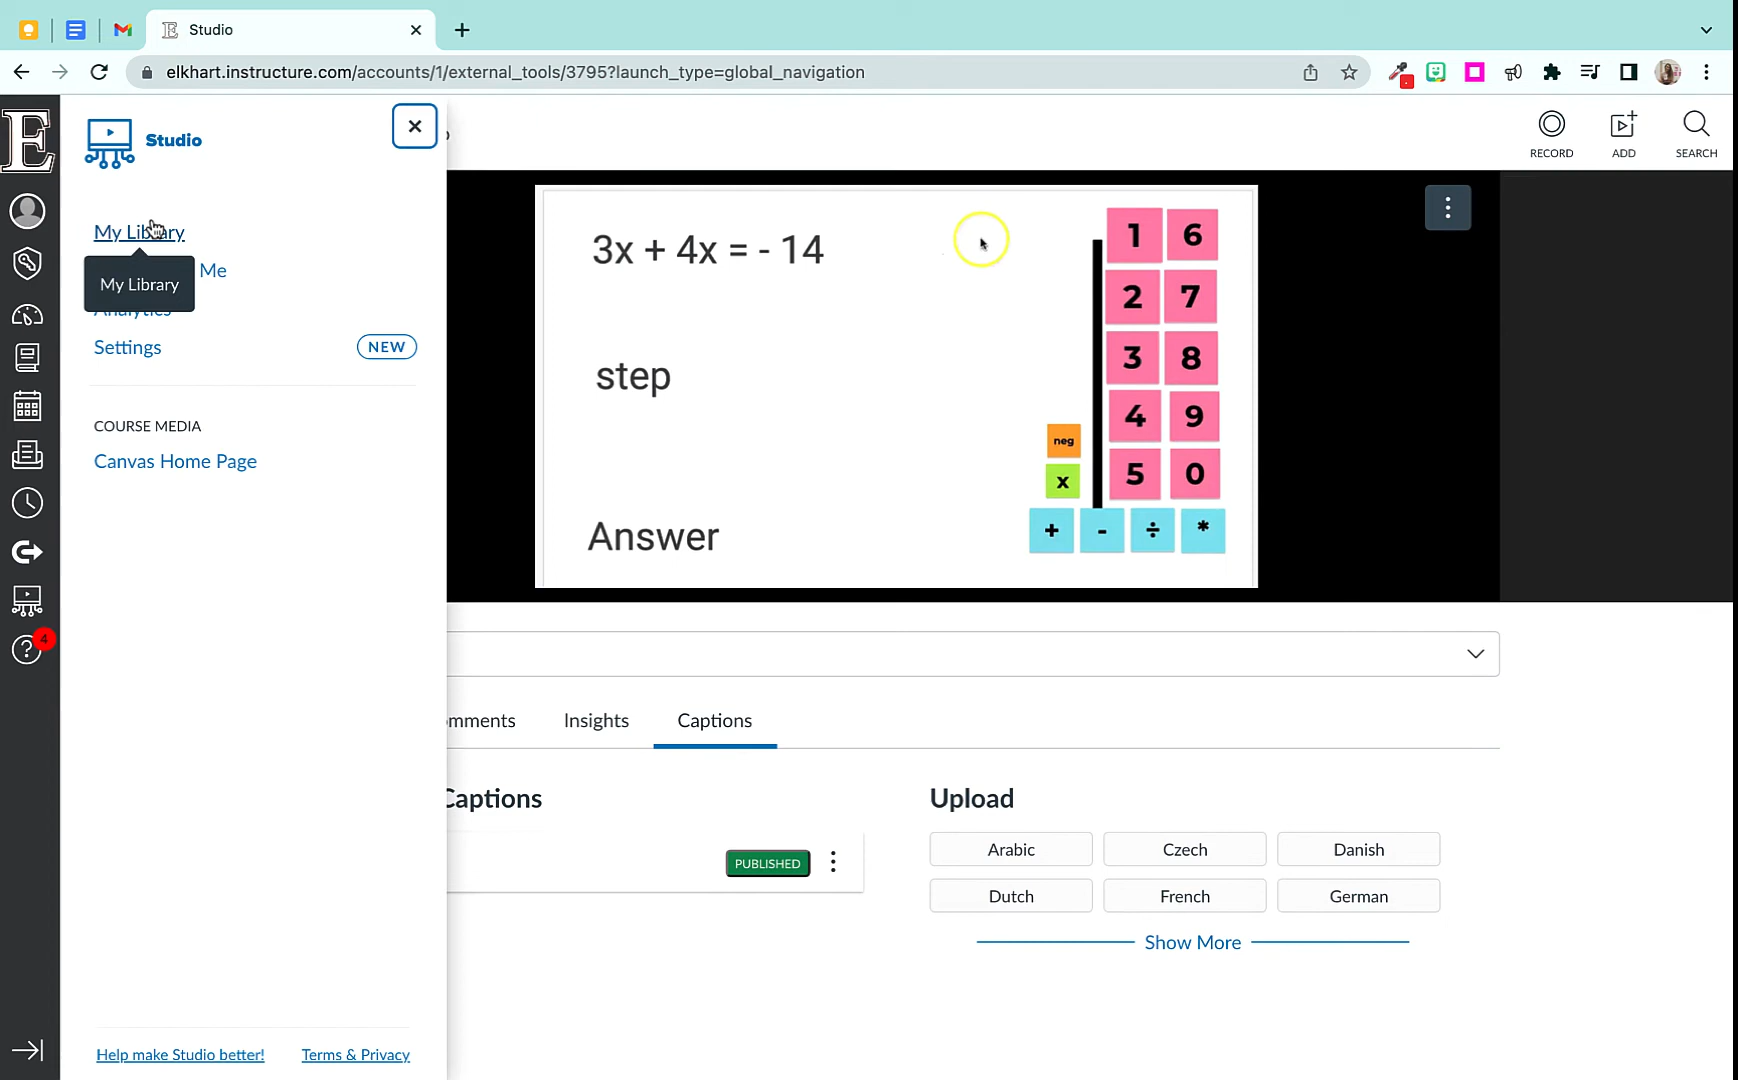 Studio
elkhart.instructure.com/accounts/1/external_tools/3795?launch_type=global_navigation
E
Studio
RECORD
ADD
SEARCH
My Library
Me
My Library
Analytics
Settings
NEW
COURSE MEDIA
Canvas Home Page
4
3x + 4x = - 14
step
Answer
1 6
2 7
3 8
4 9
5 0
neg
x
+ - ÷ *
omments
Insights
Captions
Captions
PUBLISHED
Upload
Arabic
Czech
Danish
Dutch
French
German
Show More
Help make Studio better!
Terms & Privacy